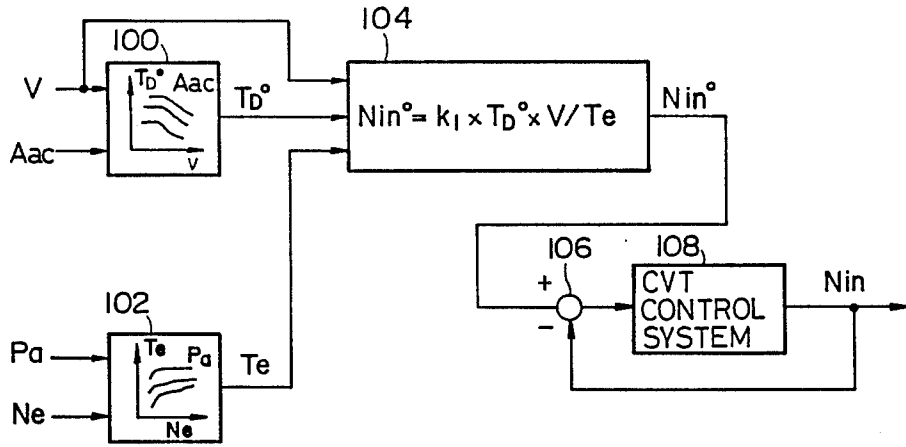 100
V
Aac
T_D° Aac
V
T_D°
104
Nin° = k₁ × T_D° × V/Te
Nin°
102
Pa
Ne
Te
Pa
Ne
Te
106
+
−
108
CVT
CONTROL
SYSTEM
Nin